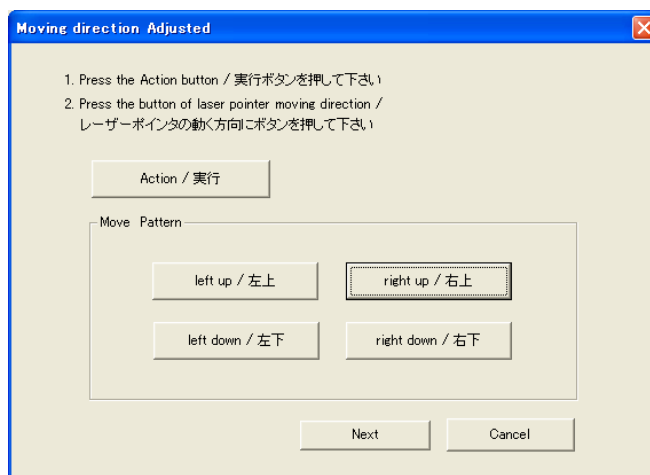 Moving direction Adjusted
1. Press the Action button / 実行ボタンを押して下さい
2. Press the button of laser pointer moving direction /
レーザーポインタの動く方向にボタンを押して下さい
Action / 実行
Move Pattern
left up / 左上
right up / 右上
left down / 左下
right down / 右下
Next
Cancel